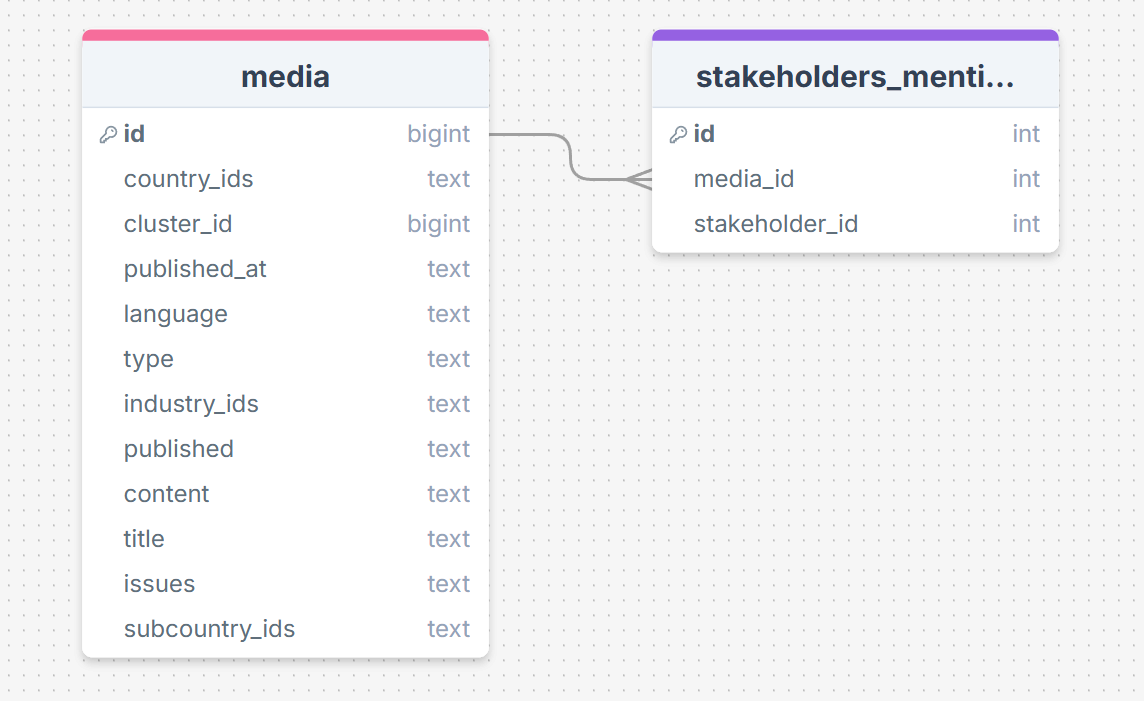 media
id bigint
country_ids text
cluster_id bigint
published_at text
language text
type text
industry_ids text
published text
content text
title text
issues text
subcountry_ids text
stakeholders_menti...
id int
media_id int
stakeholder_id int